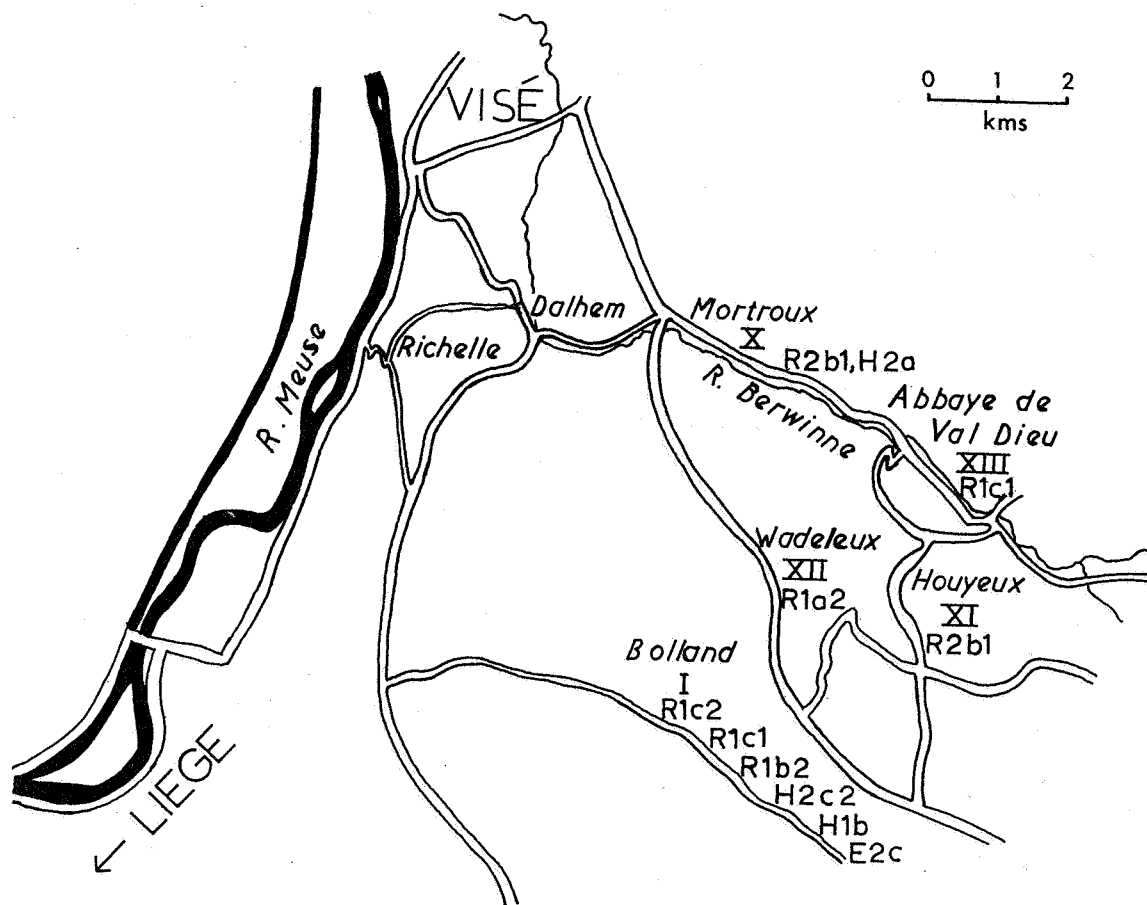 VISÉ
0 1 2
kms
R. Meuse
Richelle
Dalhem
Mortroux
X
R2b1, H2a
R. Berwinne
Abbaye de
Val Dieu
XIII
R1c1
Wadeleux
XII
R1a2
Houyeux
XI
R2b1
Bolland
I
R1c2
R1c1
R1b2
H2c2
H1b
E2c
← LIEGE